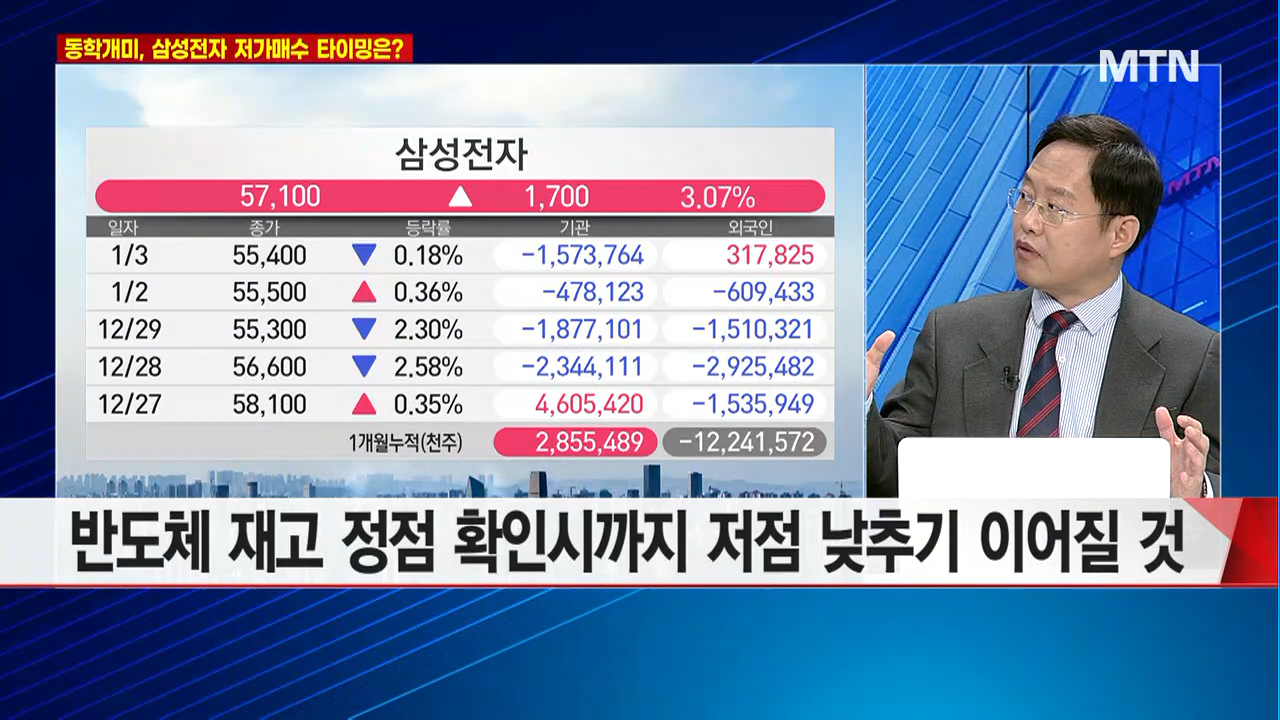 동학개미, 삼성전자 저가매수 타이밍은?
MTN
삼성전자
57,100 ▲ 1,700 3.07%
일자 종가 등락률 기관 외국인
1/3 55,400 ▼ 0.18% -1,573,764 317,825
1/2 55,500 ▲ 0.36% -478,123 -609,433
12/29 55,300 ▼ 2.30% -1,877,101 -1,510,321
12/28 56,600 ▼ 2.58% -2,344,111 -2,925,482
12/27 58,100 ▲ 0.35% 4,605,420 -1,535,949
1개월누적(천주) 2,855,489 -12,241,572
MTN
반도체 재고 정점 확인시까지 저점 낮추기 이어질 것